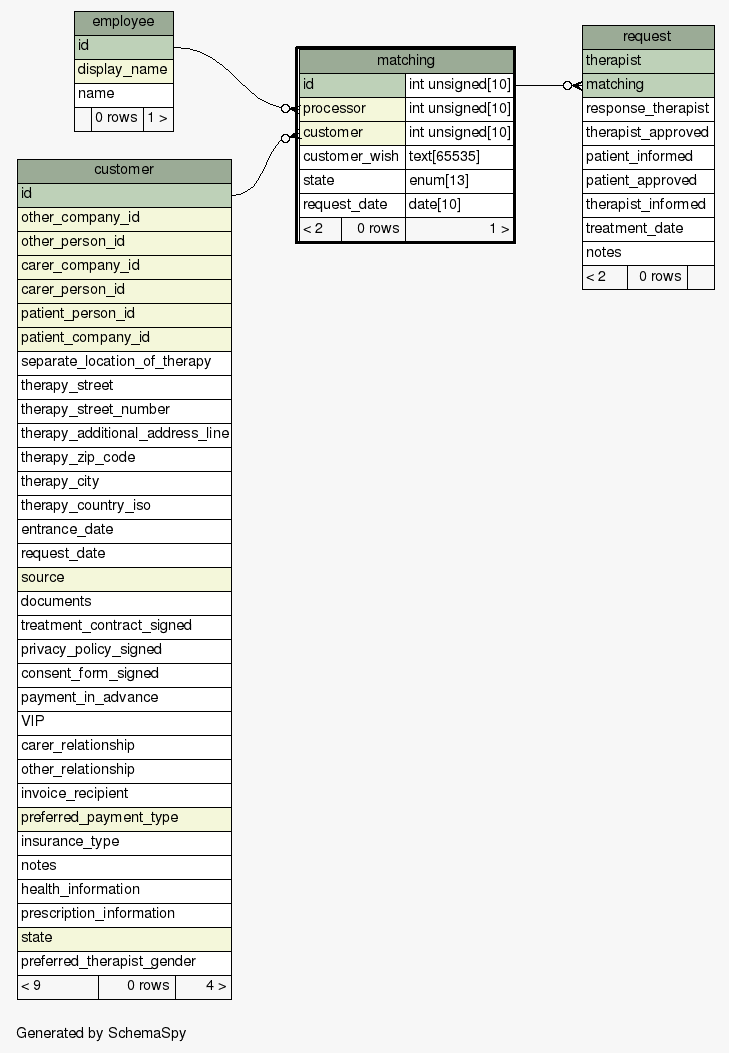 employee
id
display_name
name
0 rows 1 >
matching
id int unsigned[10]
processor int unsigned[10]
customer int unsigned[10]
customer_wish text[65535]
state enum[13]
request_date date[10]
< 2 0 rows 1 >
request
therapist
matching
response_therapist
therapist_approved
patient_informed
patient_approved
therapist_informed
treatment_date
notes
< 2 0 rows
customer
id
other_company_id
other_person_id
carer_company_id
carer_person_id
patient_person_id
patient_company_id
separate_location_of_therapy
therapy_street
therapy_street_number
therapy_additional_address_line
therapy_zip_code
therapy_city
therapy_country_iso
entrance_date
request_date
source
documents
treatment_contract_signed
privacy_policy_signed
consent_form_signed
payment_in_advance
VIP
carer_relationship
other_relationship
invoice_recipient
preferred_payment_type
insurance_type
notes
health_information
prescription_information
state
preferred_therapist_gender
< 9 0 rows 4 >
Generated by SchemaSpy